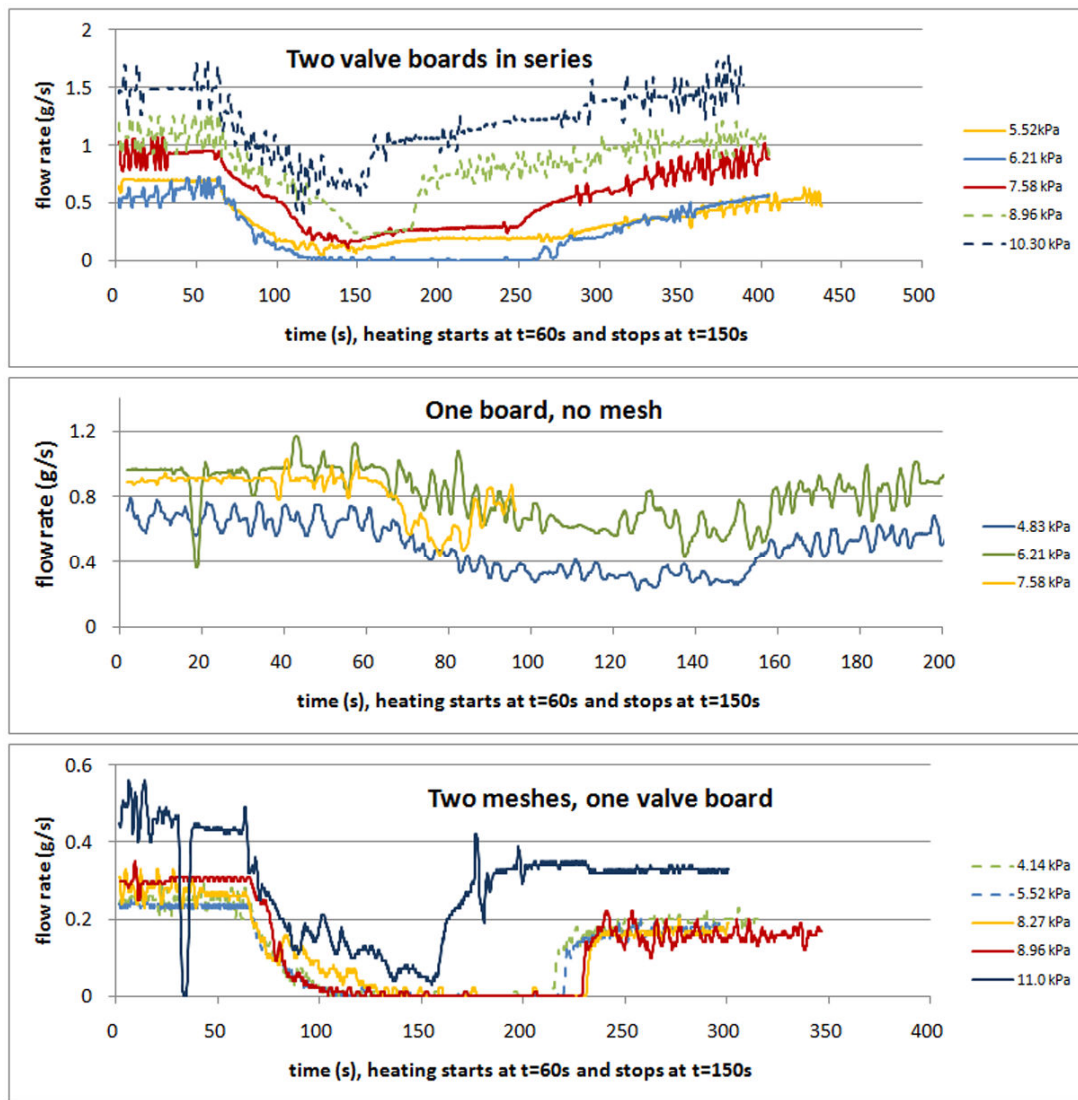 Two valve boards in series
flow rate (g/s)
2
1.5
1
0.5
0
0 50 100 150 200 250 300 350 400 450 500
time (s), heating starts at t=60s and stops at t=150s
5.52kPa
6.21 kPa
7.58 kPa
8.96 kPa
10.30 kPa
One board, no mesh
flow rate (g/s)
1.2
0.8
0.4
0
0 20 40 60 80 100 120 140 160 180 200
time (s), heating starts at t=60s and stops at t=150s
4.83 kPa
6.21 kPa
7.58 kPa
Two meshes, one valve board
flow rate (g/s)
0.6
0.4
0.2
0
0 50 100 150 200 250 300 350 400
time (s), heating starts at t=60s and stops at t=150s
4.14 kPa
5.52 kPa
8.27 kPa
8.96 kPa
11.0 kPa